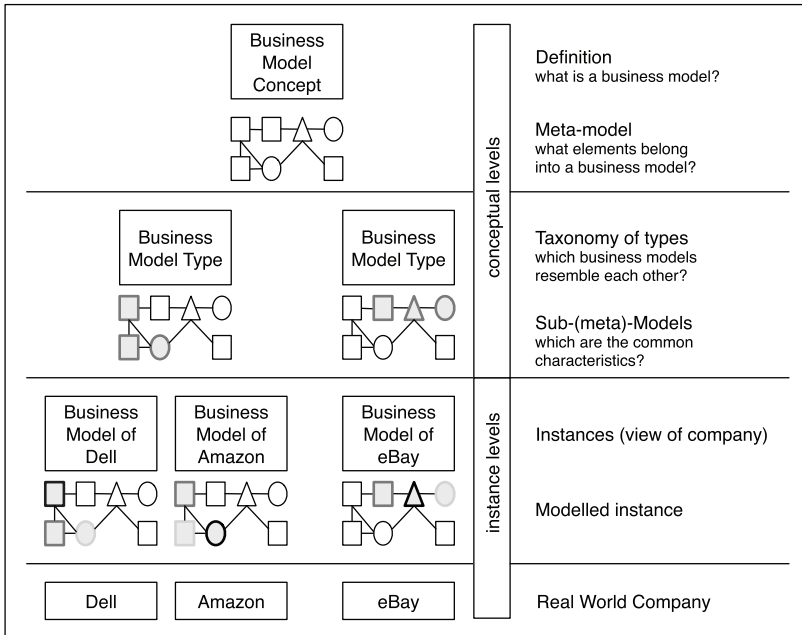 Business
Model
Concept
Definition
what is a business model?
Meta-model
what elements belong
into a business model?
conceptual levels
Business
Model Type
Business
Model Type
Taxonomy of types
which business models
resemble each other?
Sub-(meta)-Models
which are the common
characteristics?
Business
Model of
Dell
Business
Model of
Amazon
Business
Model of
eBay
instance levels
Instances (view of company)
Modelled instance
Dell
Amazon
eBay
Real World Company